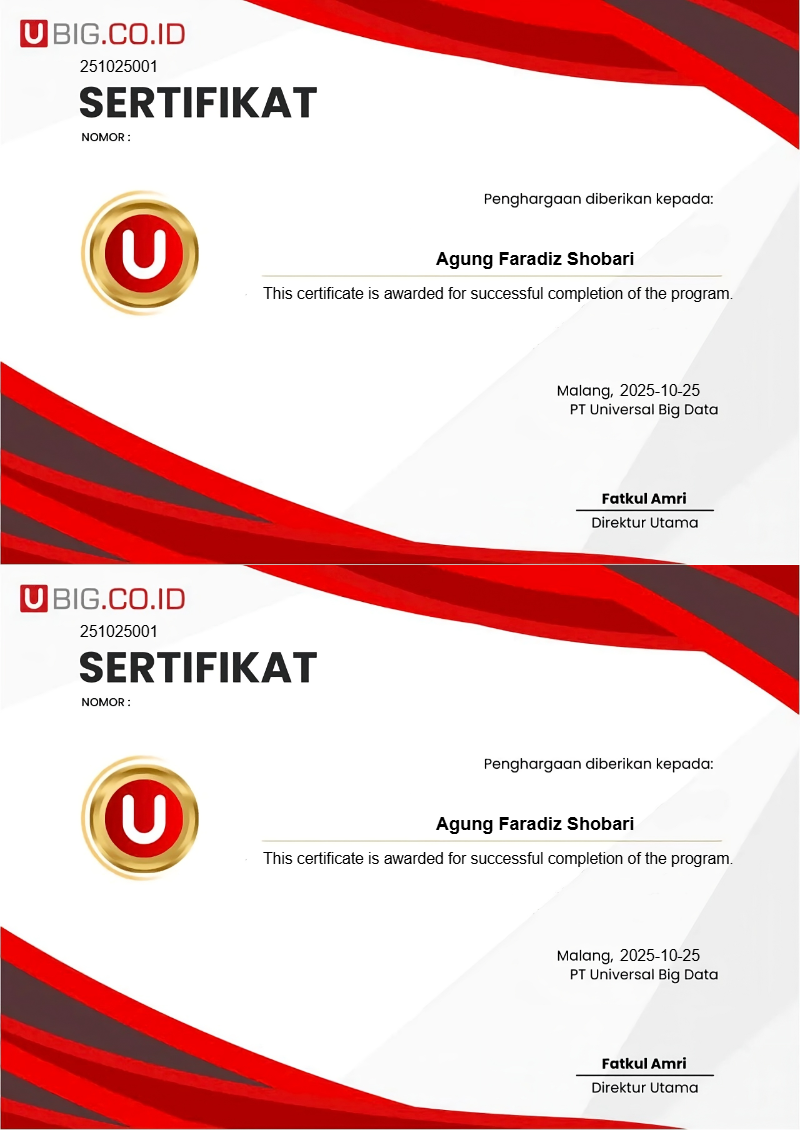 UBIG.CO.ID
251025001
SERTIFIKAT
NOMOR :
Penghargaan diberikan kepada:
U
Agung Faradiz Shobari
This certificate is awarded for successful completion of the program.
Malang, 2025-10-25
PT Universal Big Data
Fatkul Amri
Direktur Utama
UBIG.CO.ID
251025001
SERTIFIKAT
NOMOR :
Penghargaan diberikan kepada:
U
Agung Faradiz Shobari
This certificate is awarded for successful completion of the program.
Malang, 2025-10-25
PT Universal Big Data
Fatkul Amri
Direktur Utama